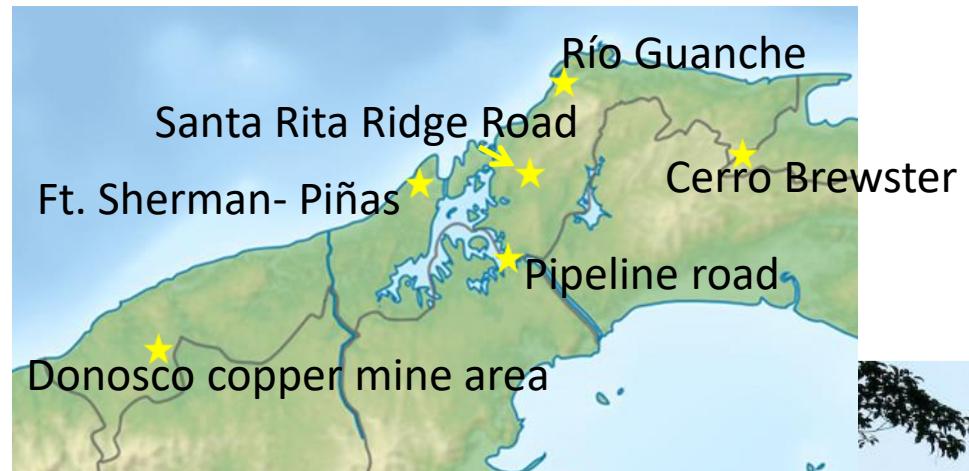 Río Guanche
Santa Rita Ridge Road
Cerro Brewster
Ft. Sherman- Piñas
Pipeline road
Donosco copper mine area